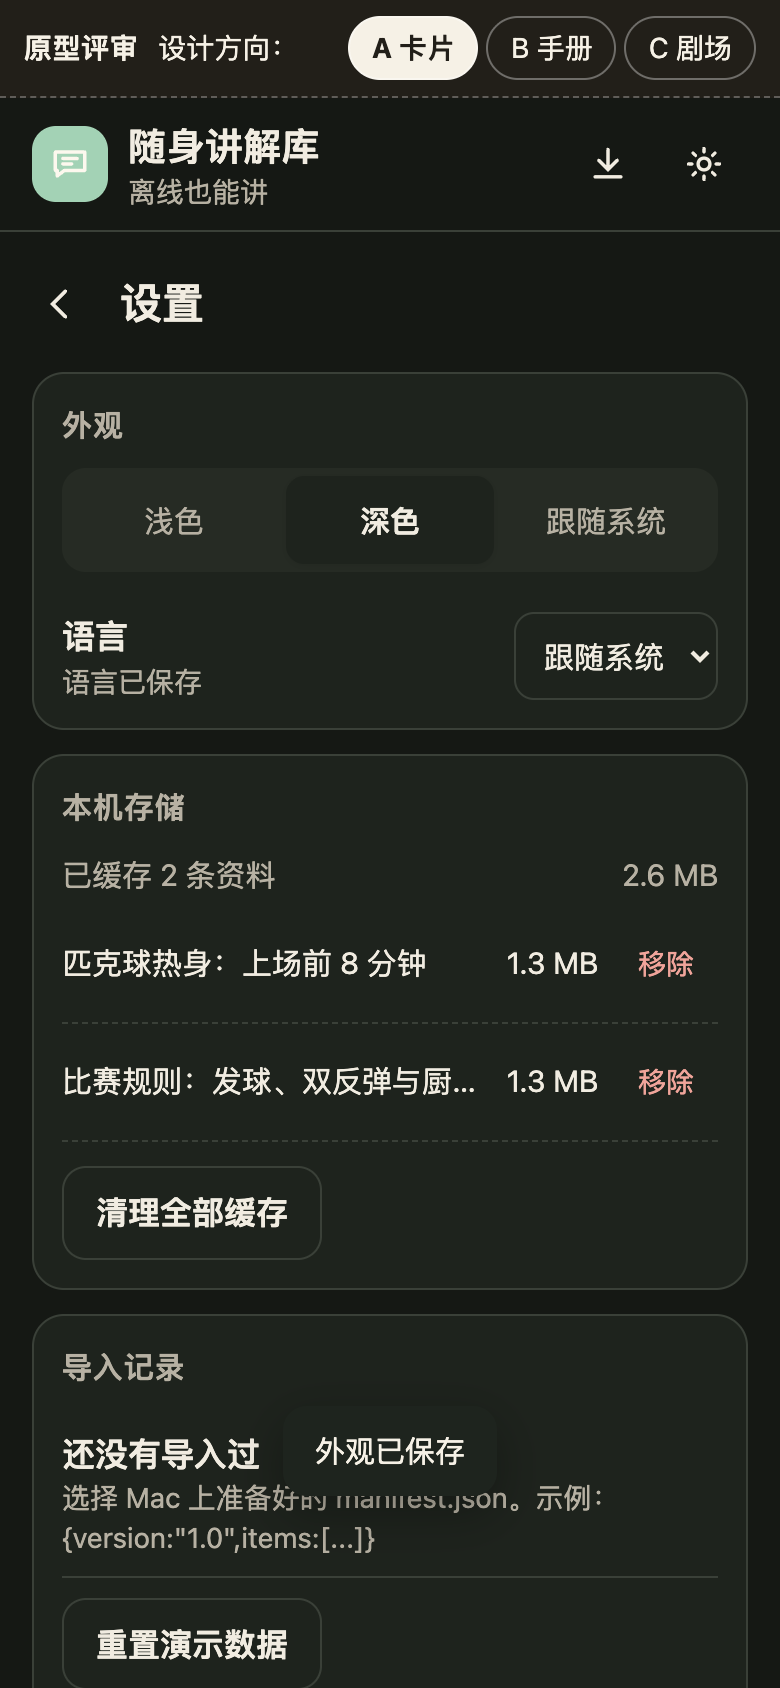 原型评审 设计方向： A 卡片 B 手册 C 剧场
随身讲解库
离线也能讲
设置
外观
浅色 深色 跟随系统
语言
语言已保存
跟随系统
本机存储
已缓存 2 条资料 2.6 MB
匹克球热身：上场前 8 分钟 1.3 MB 移除
比赛规则：发球、双反弹与厨... 1.3 MB 移除
清理全部缓存
导入记录
还没有导入过
外观已保存
选择 Mac 上准备好的 manifest.json。示例：
{version:"1.0",items:[...]}
重置演示数据